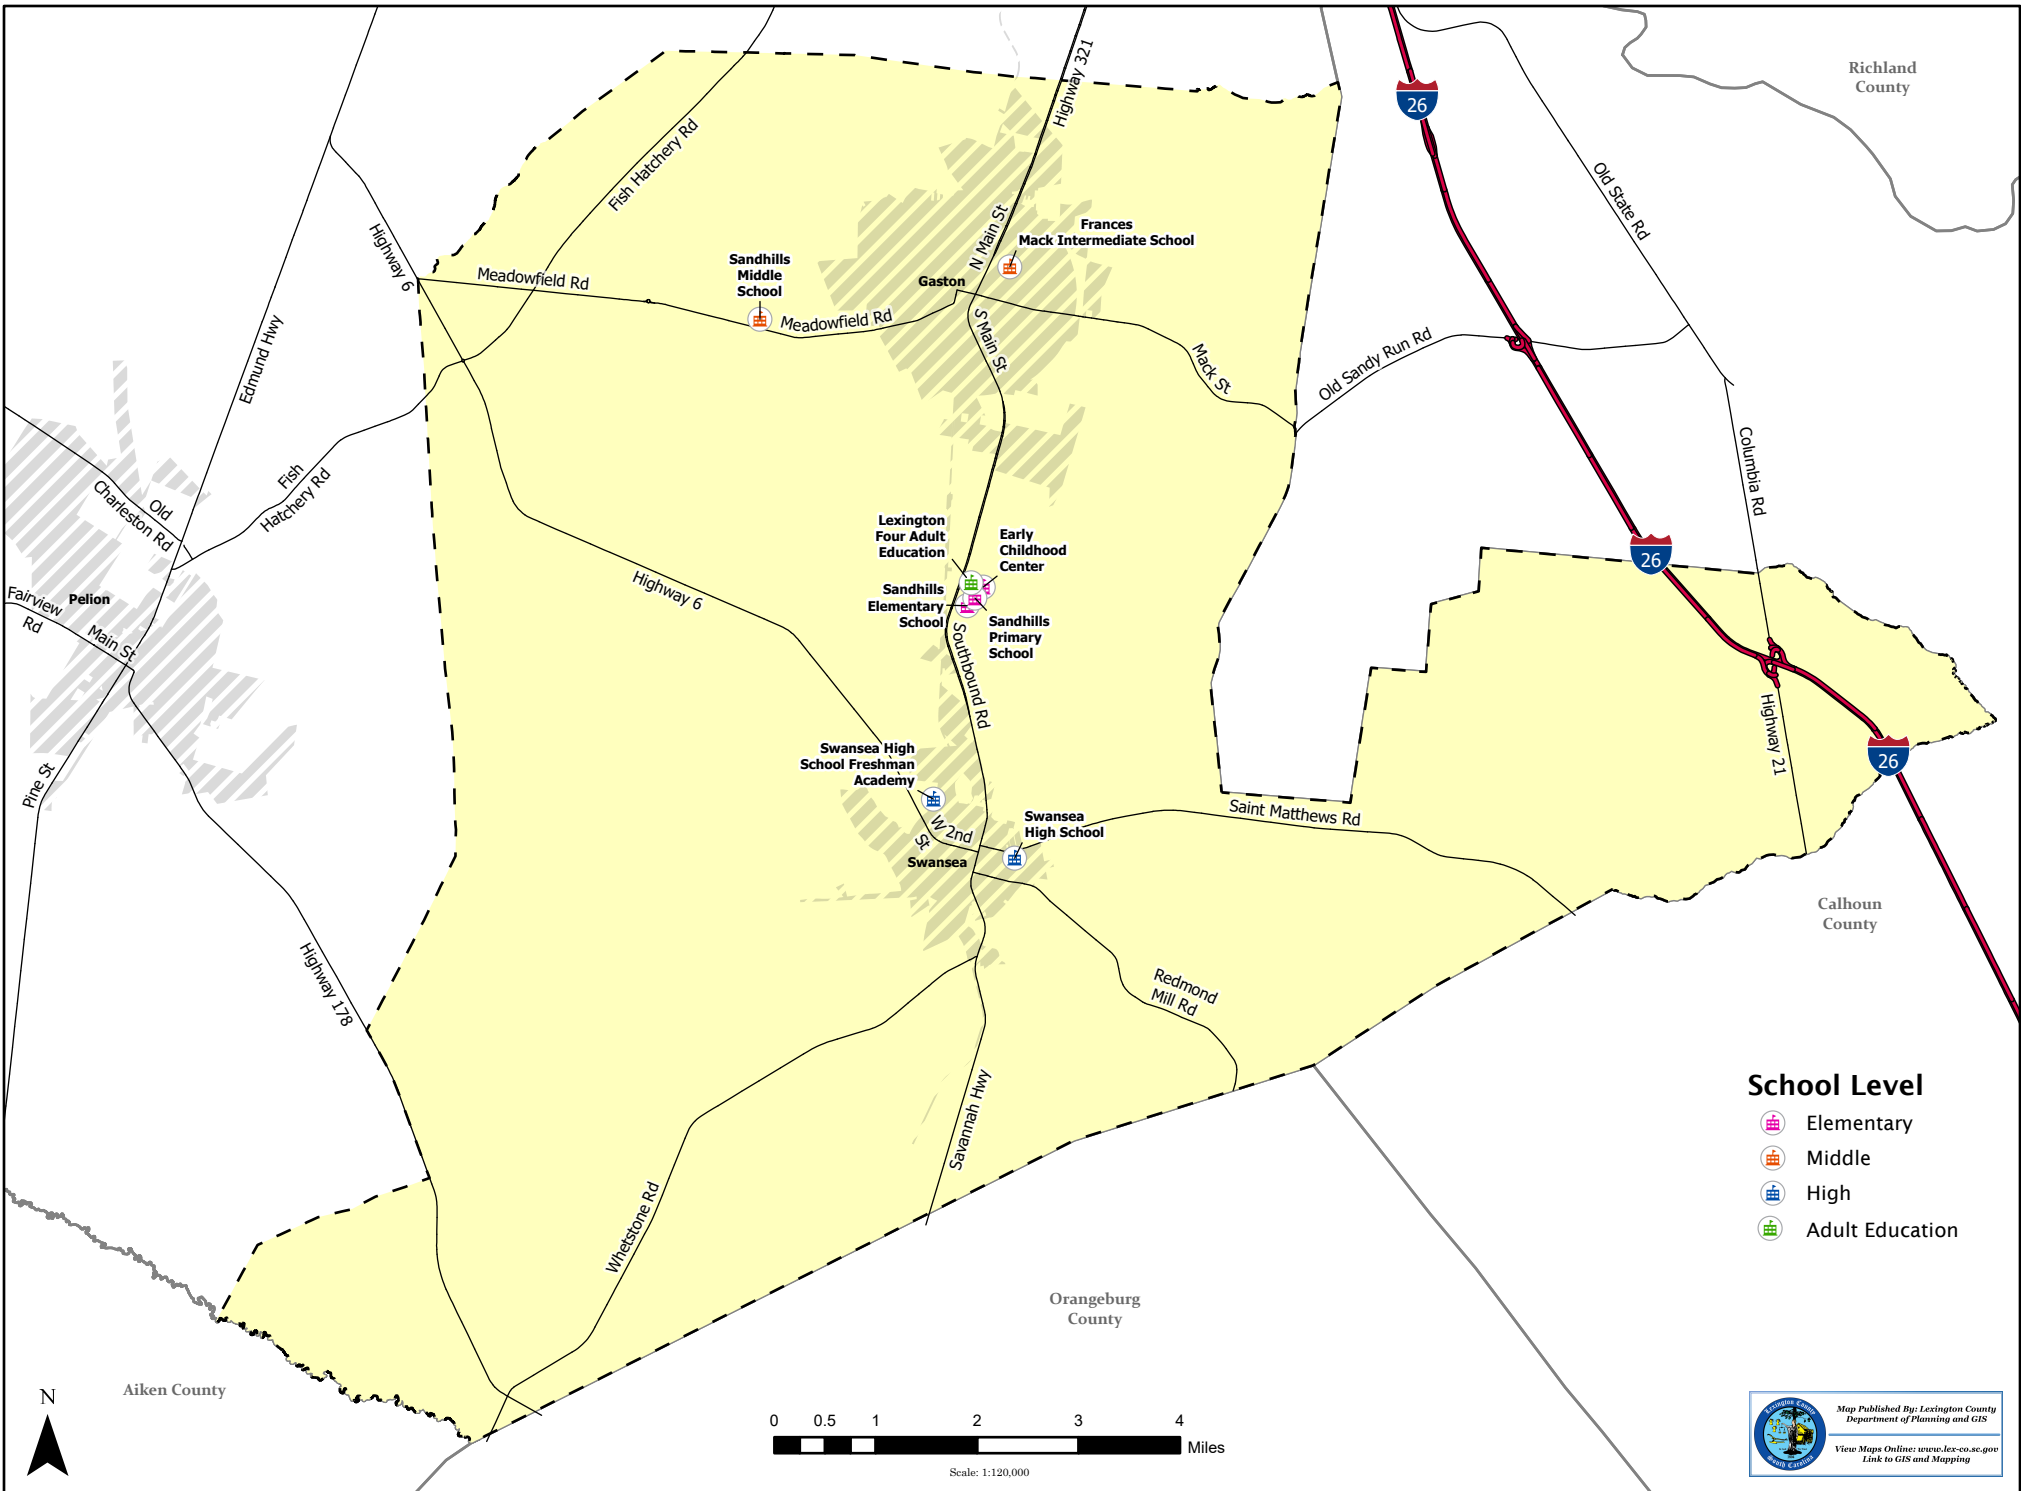 Richland
County
26
Highway 321
Fish Hatchery Rd
Old State Rd
Highway 6
Frances
Mack Intermediate School
N Main St
Sandhills
Middle
School
Meadowfield Rd
Gaston
Meadowfield Rd
S Main St
Edmund Hwy
Mack St
Old Sandy Run Rd
Columbia Rd
Fish
Hatchery Rd
Old
Charleston Rd
Lexington
Four Adult
Education
Early
Childhood
Center
26
Highway 6
Sandhills
Elementary
School
Sandhills
Primary
School
Southbound Rd
Fairview
Rd
Pelion
Main St
Pine St
Highway 21
26
Swansea High
School Freshman
Academy
W 2nd
St
Swansea
High School
Saint Matthews Rd
Swansea
Calhoun
County
Highway 178
Redmond
Mill Rd
Savannah Hwy
Whetstone Rd
School Level
Elementary
Middle
High
Adult Education
Orangeburg
County
Aiken County
N
0 0.5 1 2 3 4
Miles
Scale: 1:120,000
Lexington County
South Carolina
Map Published By: Lexington County
Department of Planning and GIS
View Maps Online: www.lex-co.sc.gov
Link to GIS and Mapping